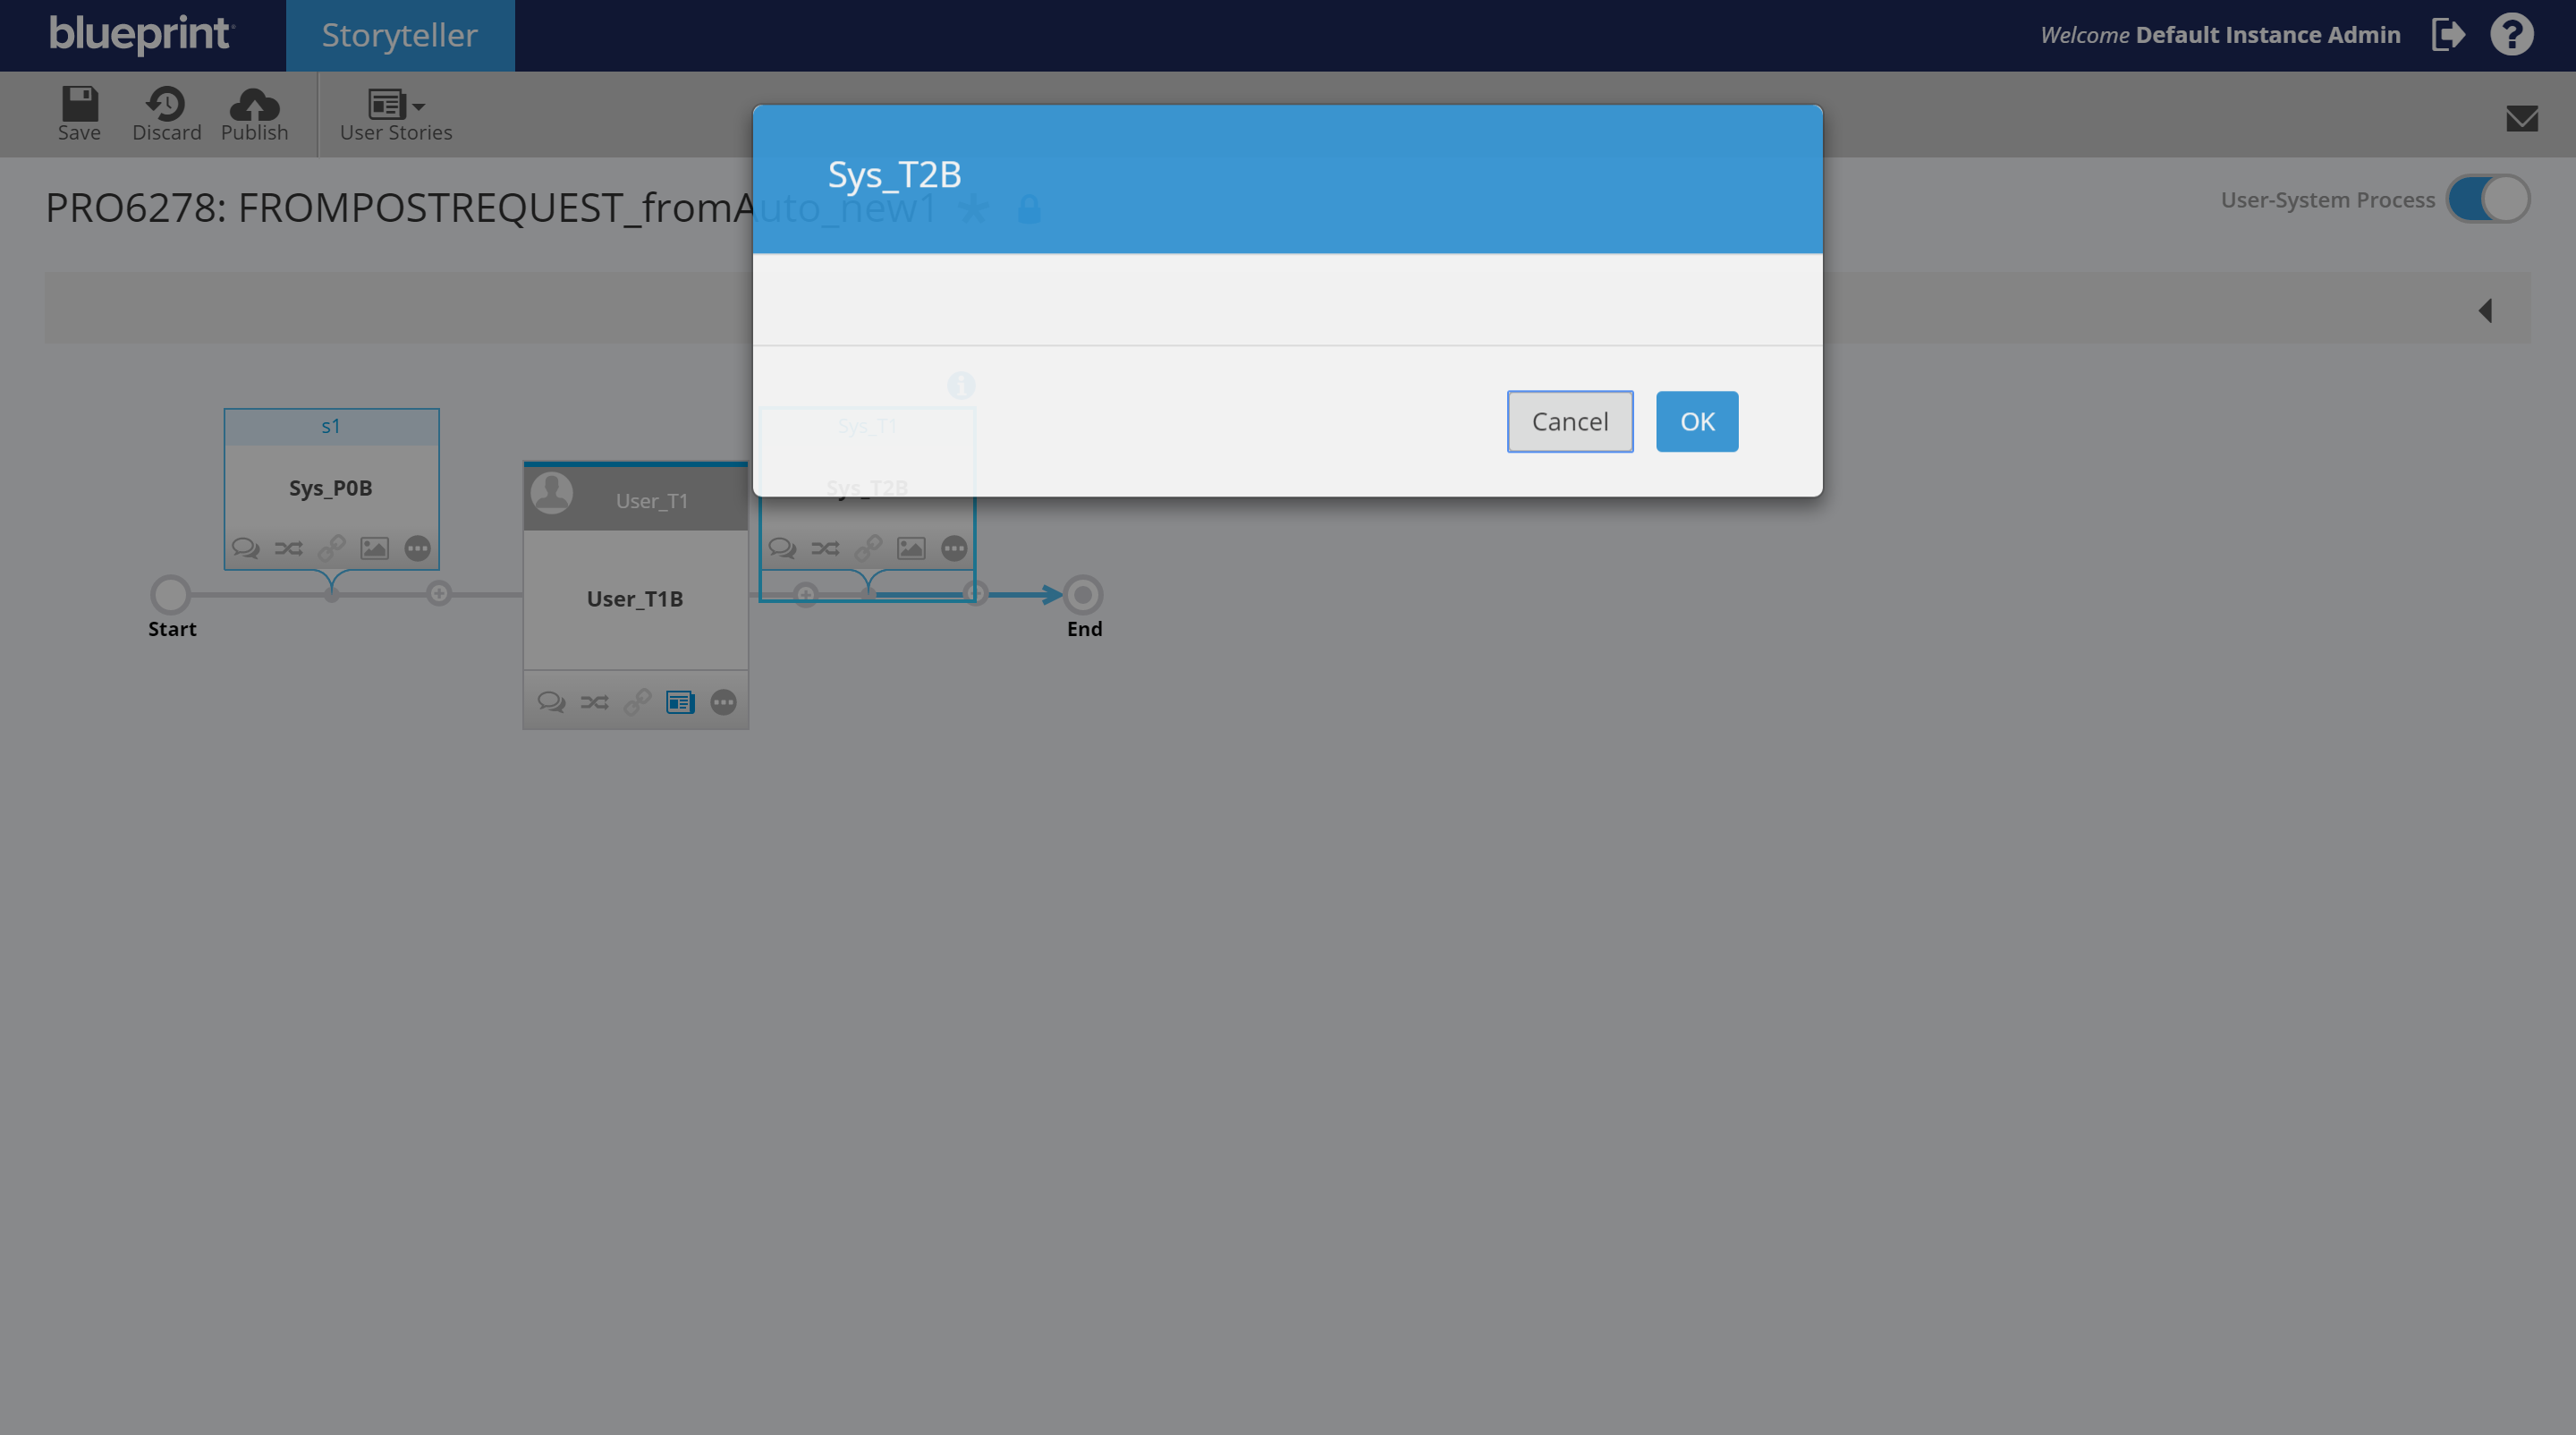 blueprint
Storyteller
Welcome Default Instance Admin
Save
Discard
Publish
User Stories
PRO6278: FROMPOSTREQUEST_fromAuto_new1
User-System Process
Sys_T2B
Cancel
OK
s1
Sys_P0B
User_T1
User_T1B
Sys_T1
Sys_T2B
Start
End